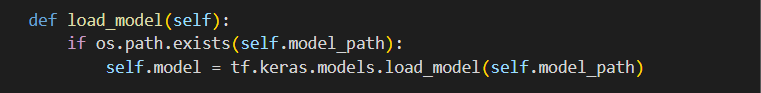 def load_model(self):
    if os.path.exists(self.model_path):
        self.model = tf.keras.models.load_model(self.model_path)